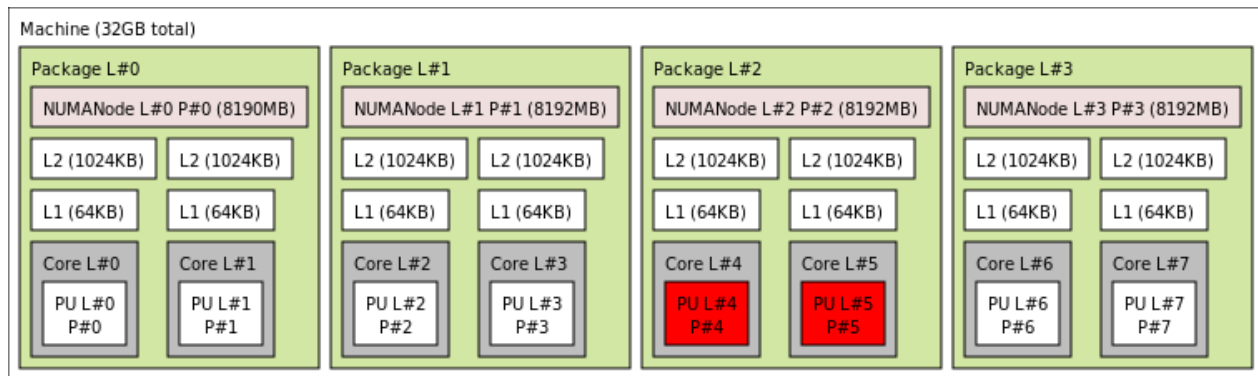 Machine (32GB total)
Package L#0
NUMANode L#0 P#0 (8190MB)
L2 (1024KB)
L2 (1024KB)
L1 (64KB)
L1 (64KB)
Core L#0
PU L#0
P#0
Core L#1
PU L#1
P#1
Package L#1
NUMANode L#1 P#1 (8192MB)
L2 (1024KB)
L2 (1024KB)
L1 (64KB)
L1 (64KB)
Core L#2
PU L#2
P#2
Core L#3
PU L#3
P#3
Package L#2
NUMANode L#2 P#2 (8192MB)
L2 (1024KB)
L2 (1024KB)
L1 (64KB)
L1 (64KB)
Core L#4
PU L#4
P#4
Core L#5
PU L#5
P#5
Package L#3
NUMANode L#3 P#3 (8192MB)
L2 (1024KB)
L2 (1024KB)
L1 (64KB)
L1 (64KB)
Core L#6
PU L#6
P#6
Core L#7
PU L#7
P#7